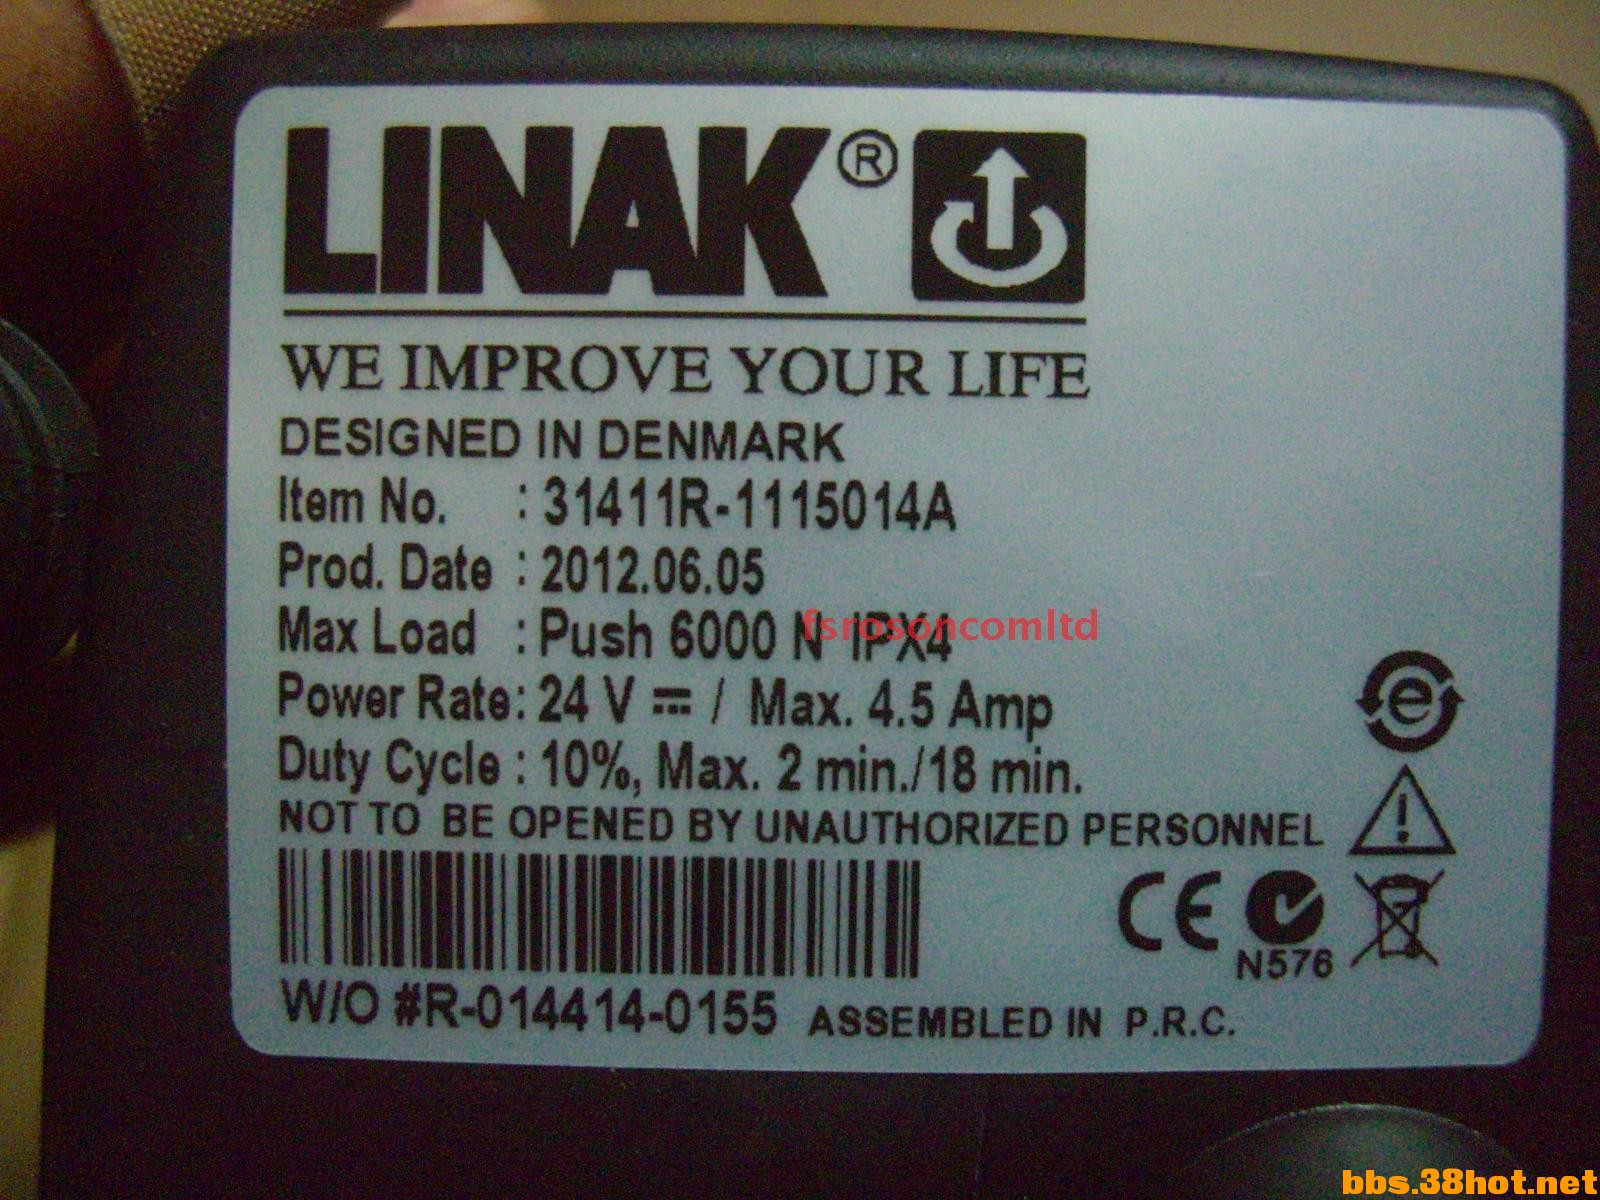 LINAK®
WE IMPROVE YOUR LIFE
DESIGNED IN DENMARK
Item No. : 31411R-1115014A
Prod. Date : 2012.06.05
Max Load : Push 6000 N IPX4
fsrosoncomltd
Power Rate: 24 V ⎓ / Max. 4.5 Amp
Duty Cycle : 10%, Max. 2 min./18 min.
NOT TO BE OPENED BY UNAUTHORIZED PERSONNEL
e
CE
N576
W/O #R-014414-0155 ASSEMBLED IN P.R.C.
bbs.38hot.net